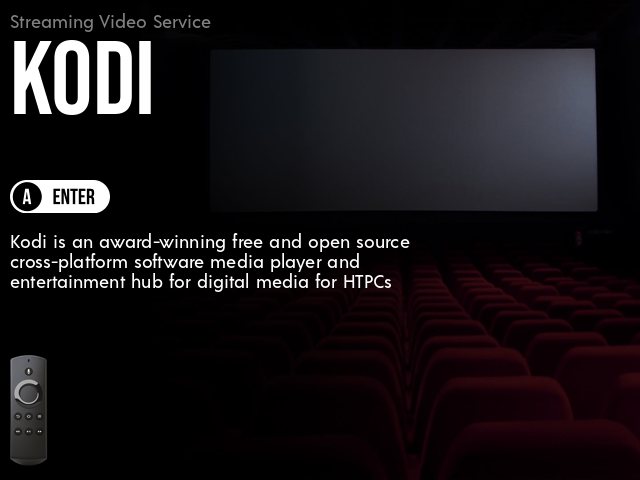 Streaming Video Service
KODI
A ENTER
Kodi is an award-winning free and open source
cross-platform software media player and
entertainment hub for digital media for HTPCs